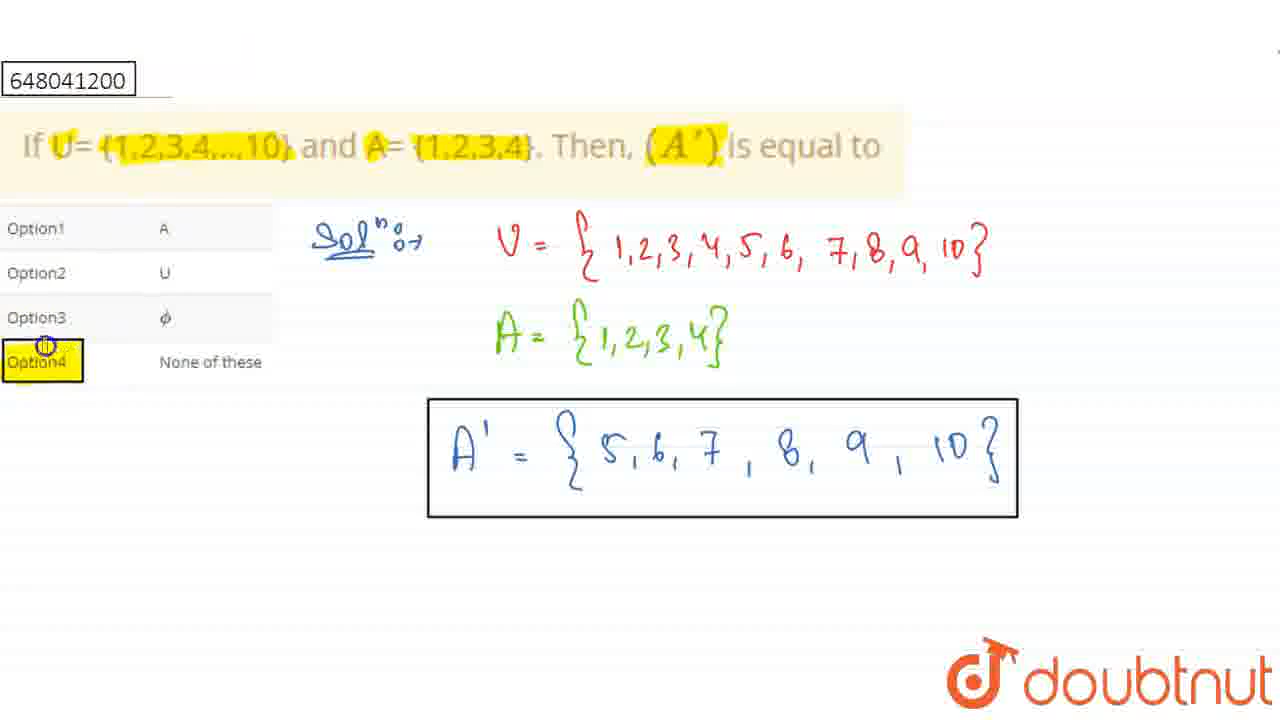 648041200
If U= {1,2,3,4,..,10} and A= {1,2,3,4}. Then, (A′) is equal to
Option1 A
Option2 U
Option3 ϕ
Option4 None of these
Solⁿ:→
U = { 1,2,3,4,5,6, 7,8,9,10}
A = {1,2,3,4}
A' = { 5,6,7, 8, 9, 10}
doubtnut